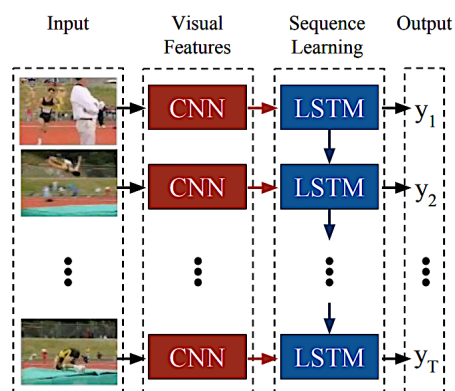 Input Visual Features Sequence Learning Output
CNN LSTM y1
CNN LSTM y2
CNN LSTM yT